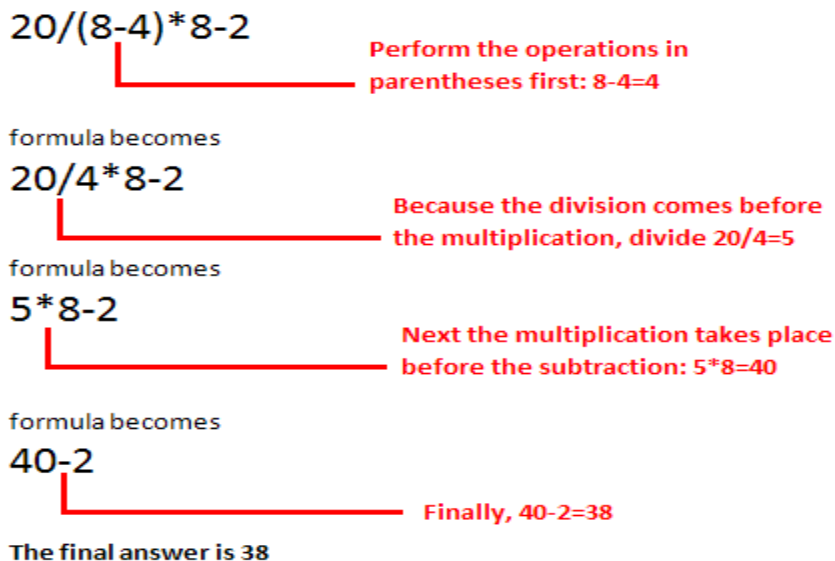 20/(8-4)*8-2
Perform the operations in
parentheses first: 8-4=4
formula becomes
20/4*8-2
Because the division comes before
the multiplication, divide 20/4=5
formula becomes
5*8-2
Next the multiplication takes place
before the subtraction: 5*8=40
formula becomes
40-2
Finally, 40-2=38
The final answer is 38